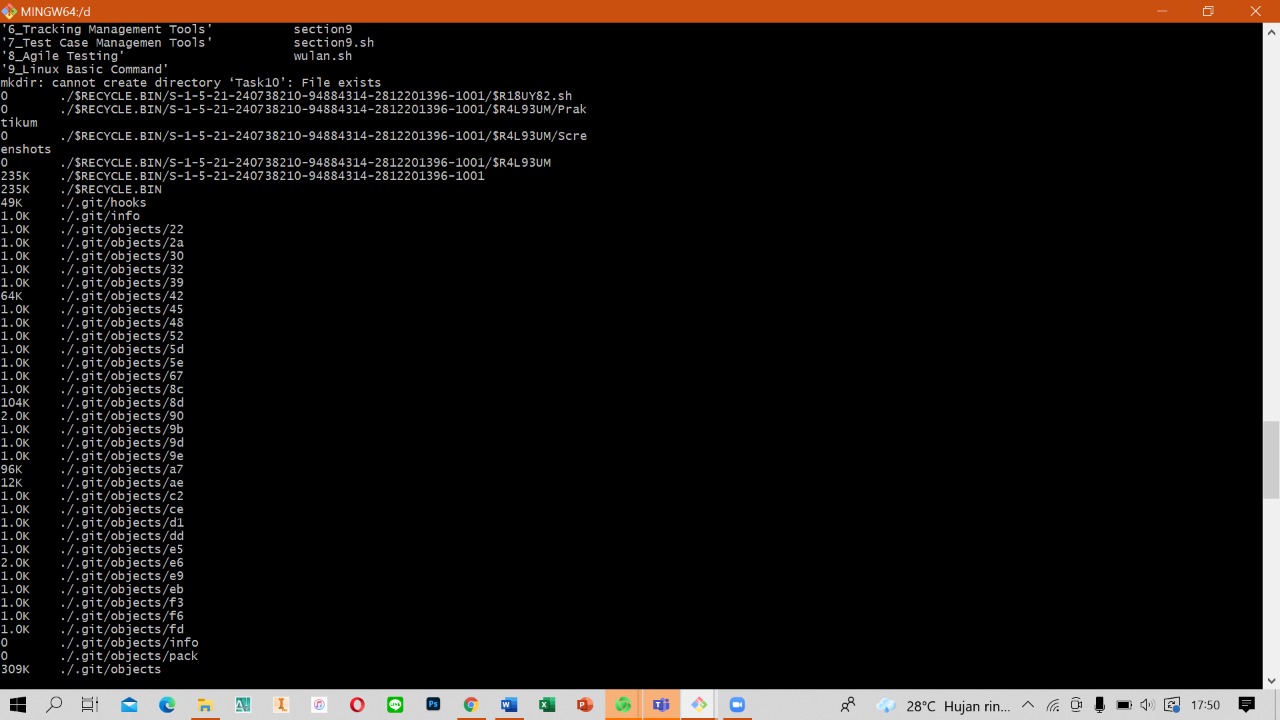 MINGW64:/d
'6_Tracking Management Tools' section9
'7_Test Case Managemen Tools' section9.sh
'8_Agile Testing' wulan.sh
'9_Linux Basic Command'
mkdir: cannot create directory ‘Task10’: File exists
0 ./$RECYCLE.BIN/S-1-5-21-240738210-94884314-2812201396-1001/$R18UY82.sh
0 ./$RECYCLE.BIN/S-1-5-21-240738210-94884314-2812201396-1001/$R4L93UM/Prak
tikum
0 ./$RECYCLE.BIN/S-1-5-21-240738210-94884314-2812201396-1001/$R4L93UM/Scre
enshots
0 ./$RECYCLE.BIN/S-1-5-21-240738210-94884314-2812201396-1001/$R4L93UM
235K ./$RECYCLE.BIN/S-1-5-21-240738210-94884314-2812201396-1001
235K ./$RECYCLE.BIN
49K ./.git/hooks
1.0K ./.git/info
1.0K ./.git/objects/22
1.0K ./.git/objects/2a
1.0K ./.git/objects/30
1.0K ./.git/objects/32
1.0K ./.git/objects/39
64K ./.git/objects/42
1.0K ./.git/objects/45
1.0K ./.git/objects/48
1.0K ./.git/objects/52
1.0K ./.git/objects/5d
1.0K ./.git/objects/5e
1.0K ./.git/objects/67
1.0K ./.git/objects/8c
104K ./.git/objects/8d
2.0K ./.git/objects/90
1.0K ./.git/objects/9b
1.0K ./.git/objects/9d
1.0K ./.git/objects/9e
96K ./.git/objects/a7
12K ./.git/objects/ae
1.0K ./.git/objects/c2
1.0K ./.git/objects/ce
1.0K ./.git/objects/d1
1.0K ./.git/objects/dd
1.0K ./.git/objects/e5
2.0K ./.git/objects/e6
1.0K ./.git/objects/e9
1.0K ./.git/objects/eb
1.0K ./.git/objects/f3
1.0K ./.git/objects/f6
1.0K ./.git/objects/fd
0 ./.git/objects/info
0 ./.git/objects/pack
309K ./.git/objects
28°C Hujan rin... 17:50